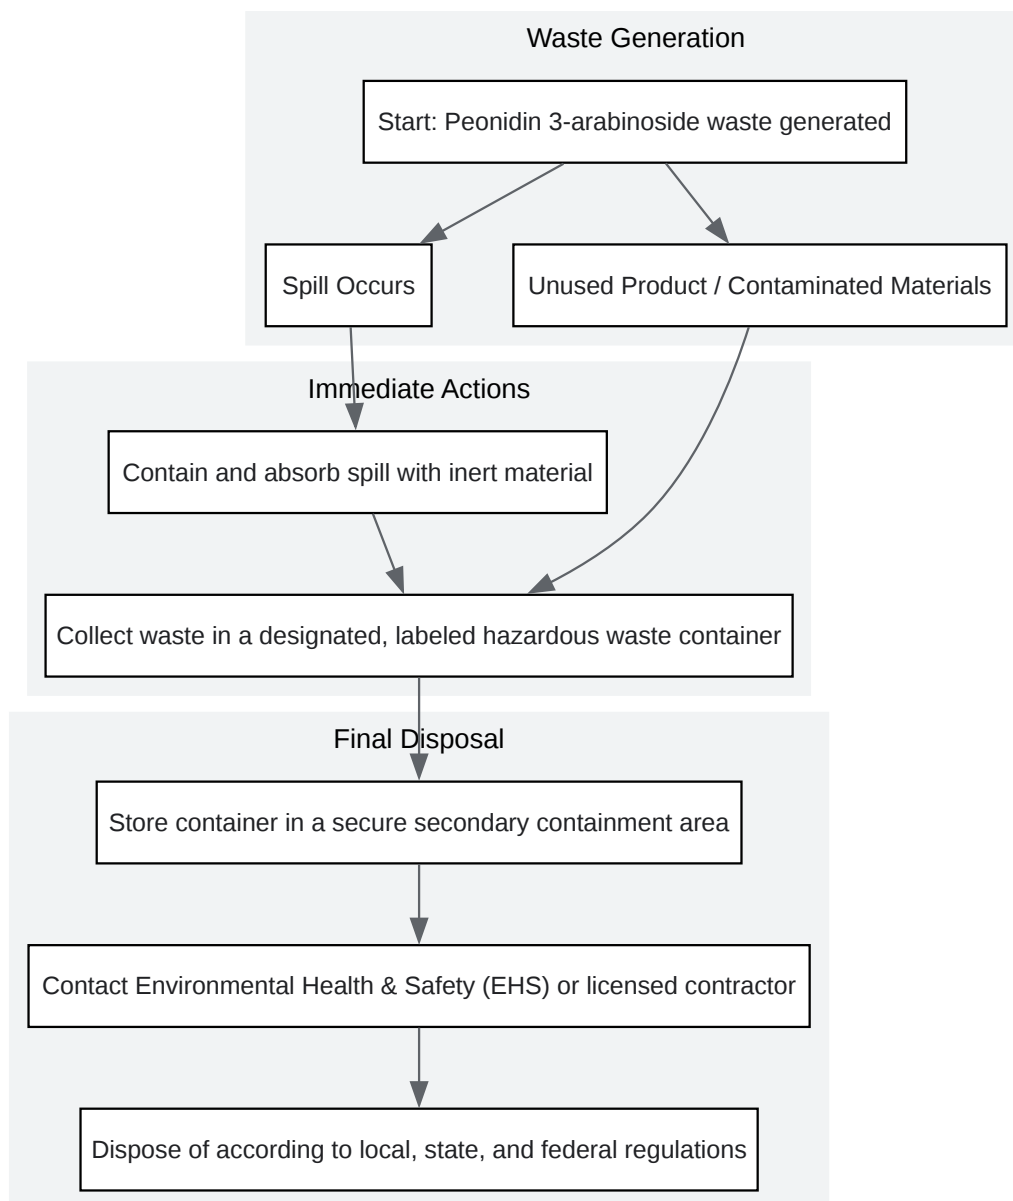 Waste Generation
Start: Peonidin 3-arabinoside waste generated
Spill Occurs
Unused Product / Contaminated Materials
Immediate Actions
Contain and absorb spill with inert material
Collect waste in a designated, labeled hazardous waste container
Final Disposal
Store container in a secure secondary containment area
Contact Environmental Health & Safety (EHS) or licensed contractor
Dispose of according to local, state, and federal regulations